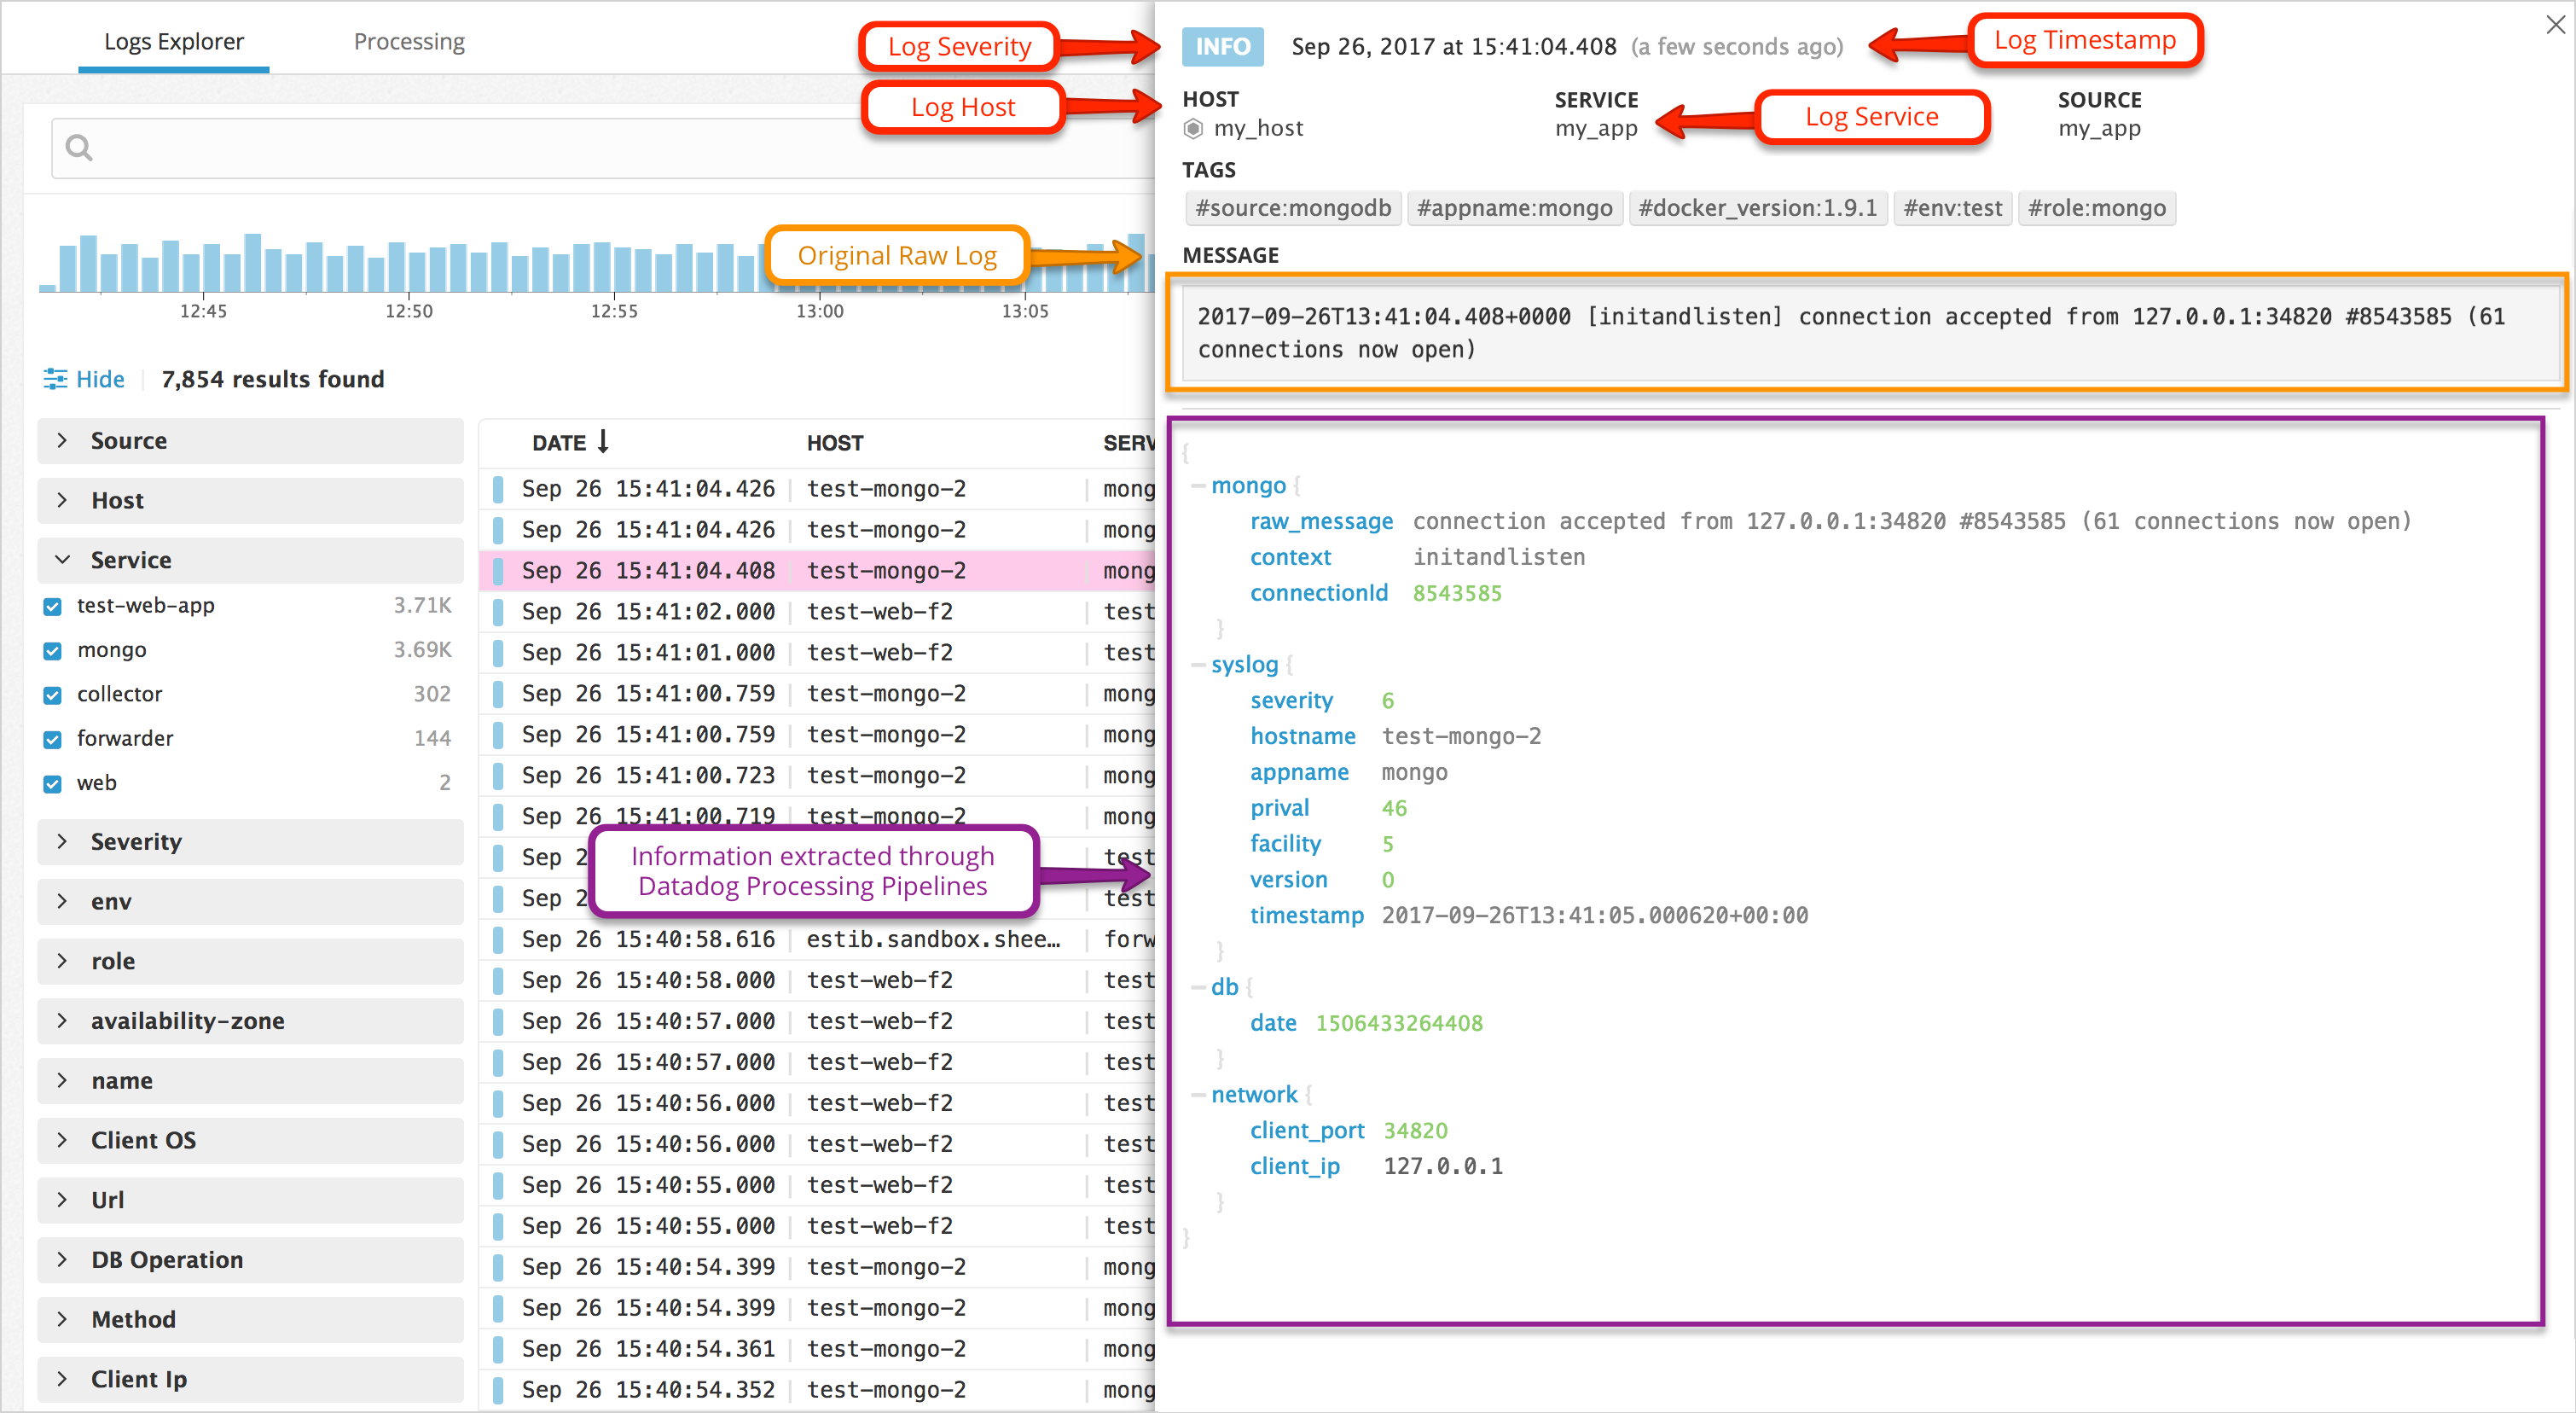 Logs Explorer
Processing
7,854 results found
Hide
12:45
12:50
12:55
13:00
13:05
Source
Host
Service
test-web-app 3.71K
mongo 3.69K
collector 302
forwarder 144
web 2
Severity
env
role
availability-zone
name
Client OS
Url
DB Operation
Method
Client Ip
DATE HOST SERV
Sep 26 15:41:04.426 test-mongo-2 mong
Sep 26 15:41:04.426 test-mongo-2 mong
Sep 26 15:41:04.408 test-mongo-2 mong
Sep 26 15:41:02.000 test-web-f2 test
Sep 26 15:41:01.000 test-web-f2 test
Sep 26 15:41:00.759 test-mongo-2 mong
Sep 26 15:41:00.759 test-mongo-2 mong
Sep 26 15:41:00.723 test-mongo-2 mong
Sep 26 15:41:00.719 test-mongo-2 mong
Sep 2 test
Sep 2 test
Sep 26 15:40:58.616 estib.sandbox.shee… forw
Sep 26 15:40:58.000 test-web-f2 test
Sep 26 15:40:57.000 test-web-f2 test
Sep 26 15:40:57.000 test-web-f2 test
Sep 26 15:40:56.000 test-web-f2 test
Sep 26 15:40:56.000 test-web-f2 test
Sep 26 15:40:55.000 test-web-f2 test
Sep 26 15:40:55.000 test-web-f2 test
Sep 26 15:40:54.399 test-mongo-2 mong
Sep 26 15:40:54.399 test-mongo-2 mong
Sep 26 15:40:54.361 test-mongo-2 mong
Sep 26 15:40:54.352 test-mongo-2 mong
Log Severity
Log Host
Original Raw Log
Information extracted through
Datadog Processing Pipelines
INFO Sep 26, 2017 at 15:41:04.408 (a few seconds ago)
Log Timestamp
HOST SERVICE SOURCE
my_host my_app my_app
Log Service
TAGS
#source:mongodb #appname:mongo #docker_version:1.9.1 #env:test #role:mongo
MESSAGE
2017-09-26T13:41:04.408+0000 [initandlisten] connection accepted from 127.0.0.1:34820 #8543585 (61
connections now open)
{
mongo {
raw_message connection accepted from 127.0.0.1:34820 #8543585 (61 connections now open)
context initandlisten
connectionId 8543585
}
syslog {
severity 6
hostname test-mongo-2
appname mongo
prival 46
facility 5
version 0
timestamp 2017-09-26T13:41:05.000620+00:00
}
db {
date 1506433264408
}
network {
client_port 34820
client_ip 127.0.0.1
}
}